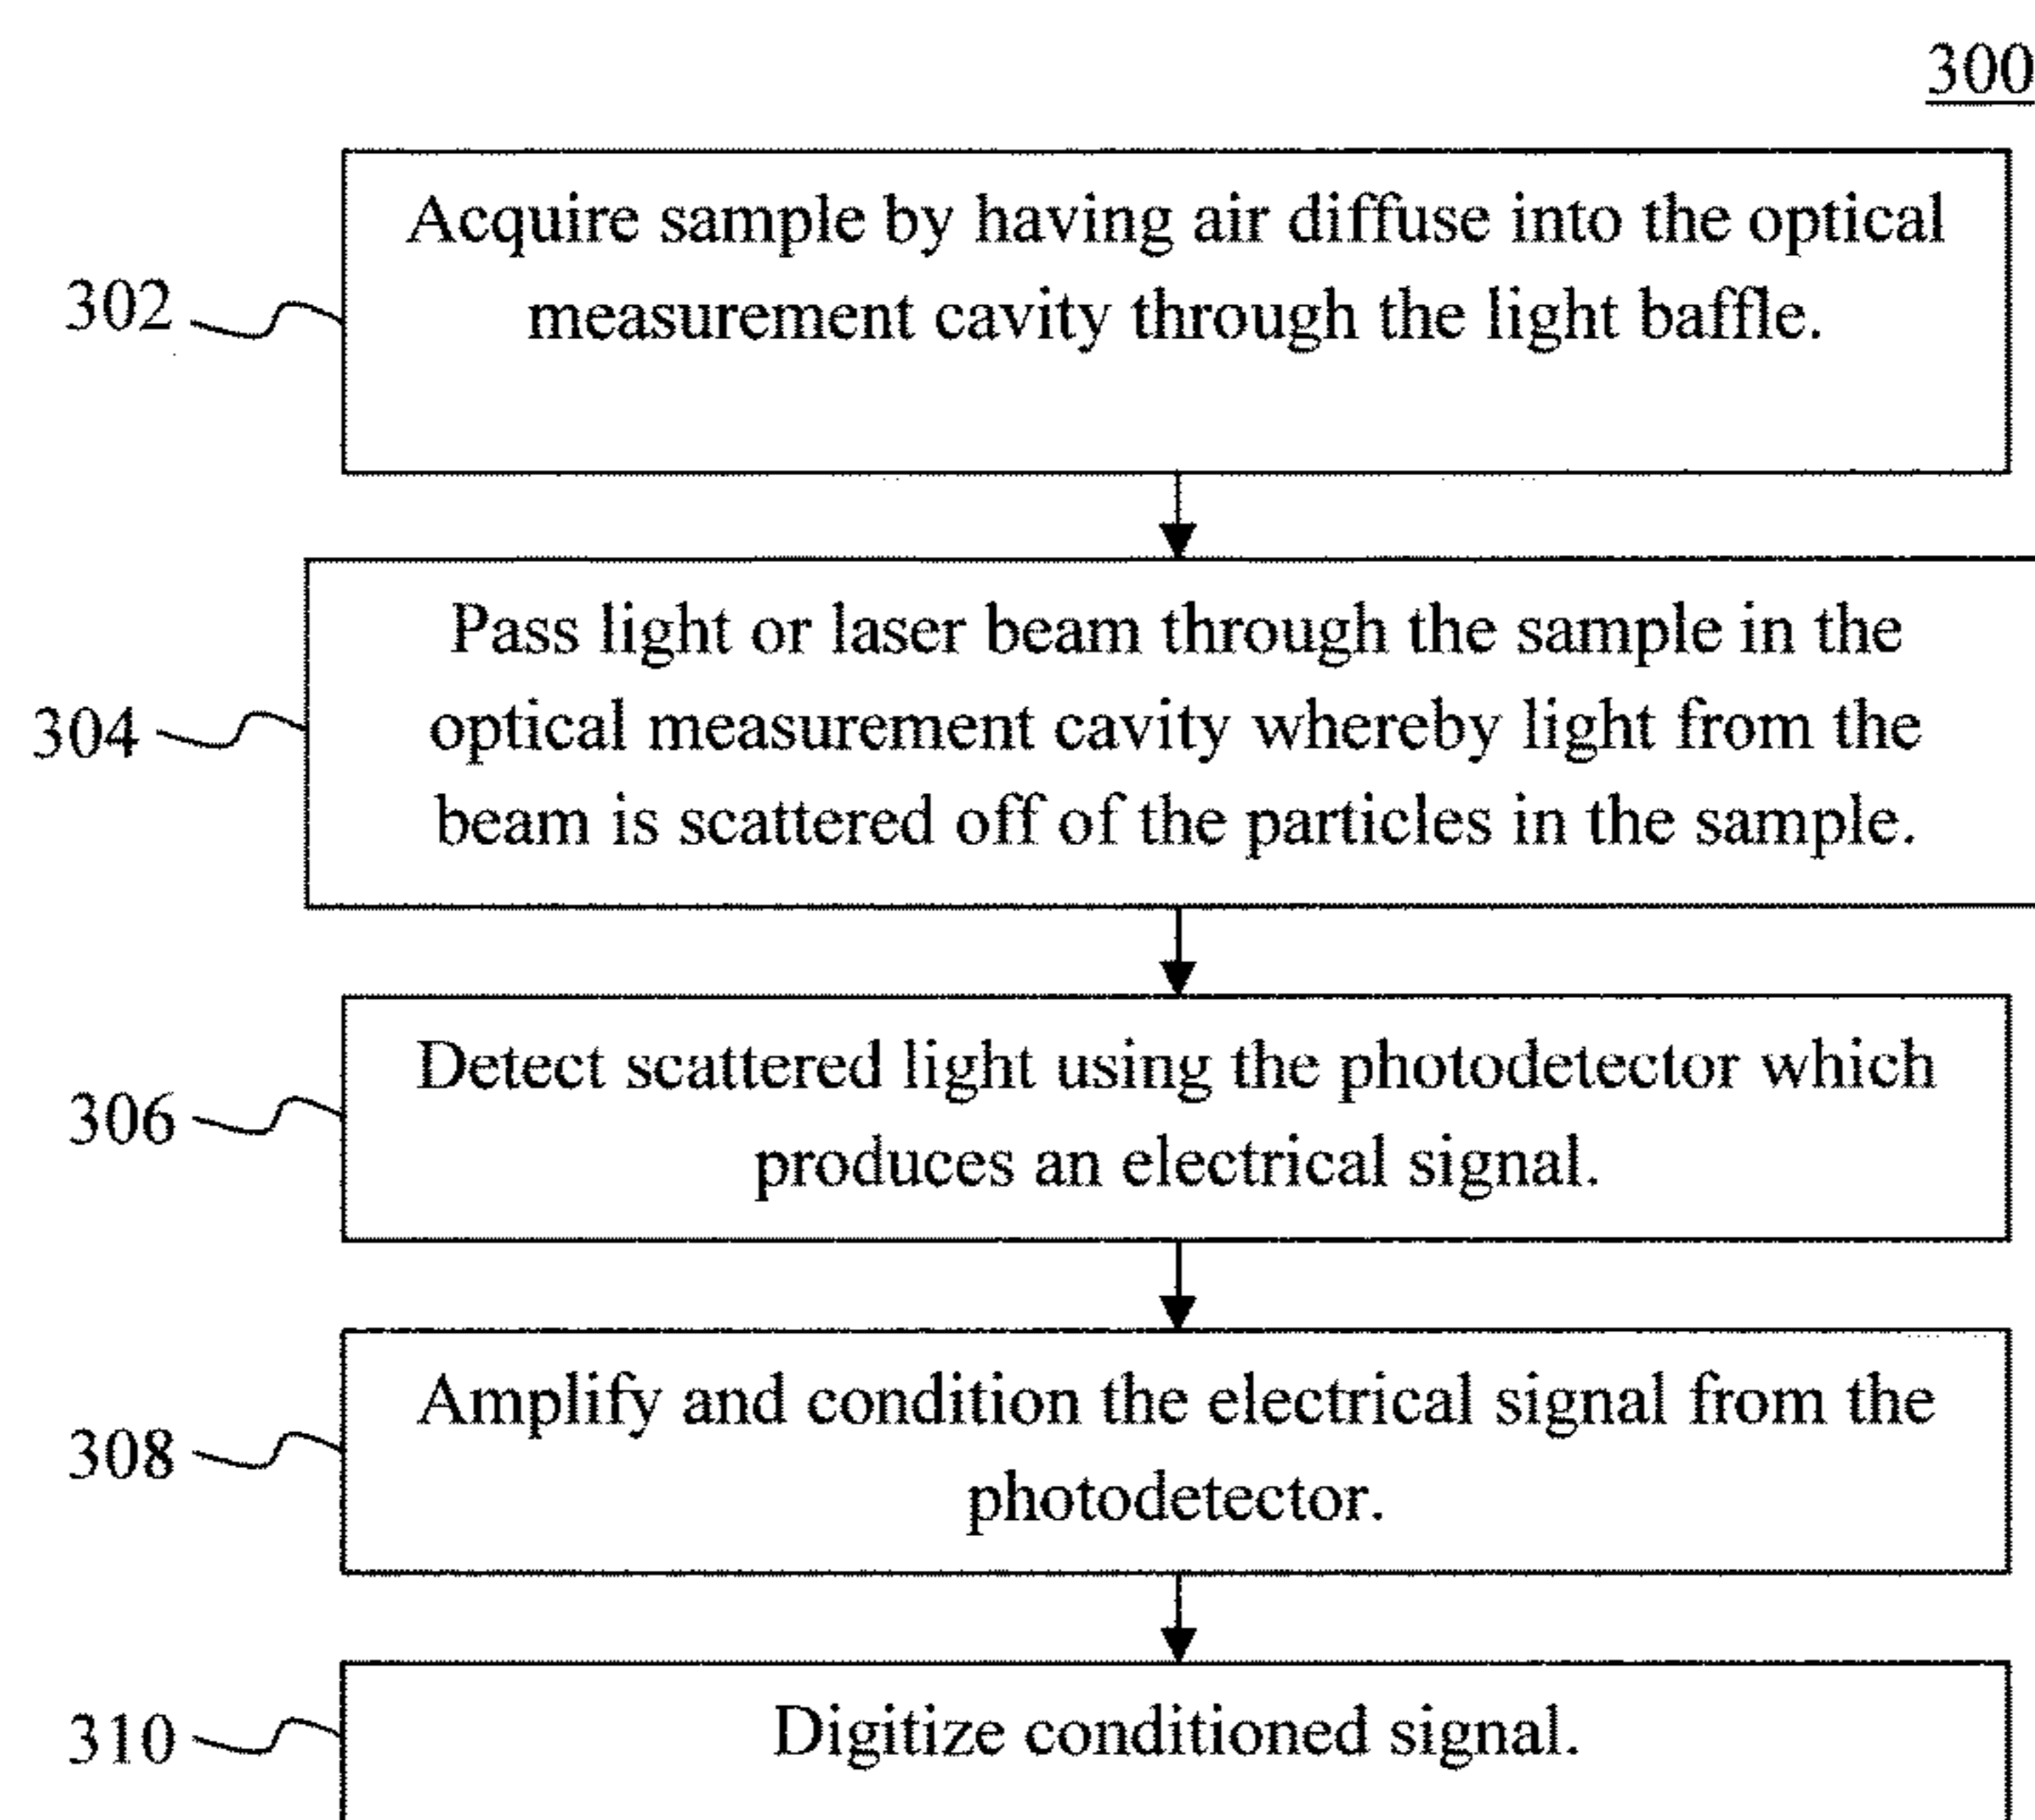 300
302
Acquire sample by having air diffuse into the optical
measurement cavity through the light baffle.
304
Pass light or laser beam through the sample in the
optical measurement cavity whereby light from the
beam is scattered off of the particles in the sample.
306
Detect scattered light using the photodetector which
produces an electrical signal.
308
Amplify and condition the electrical signal from the
photodetector.
310
Digitize conditioned signal.